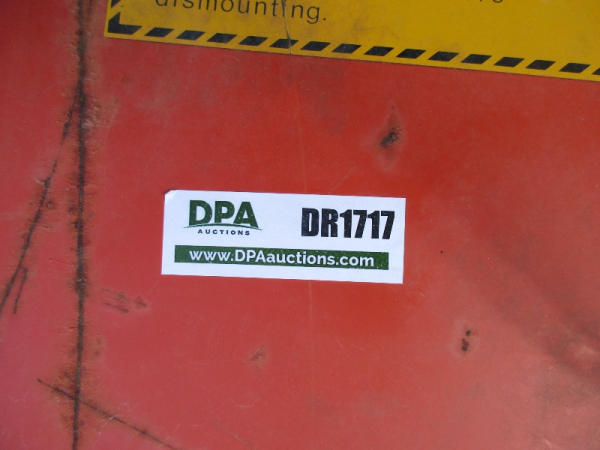 dismounting.
DPA
AUCTIONS
DR1717
www.DPAauctions.com